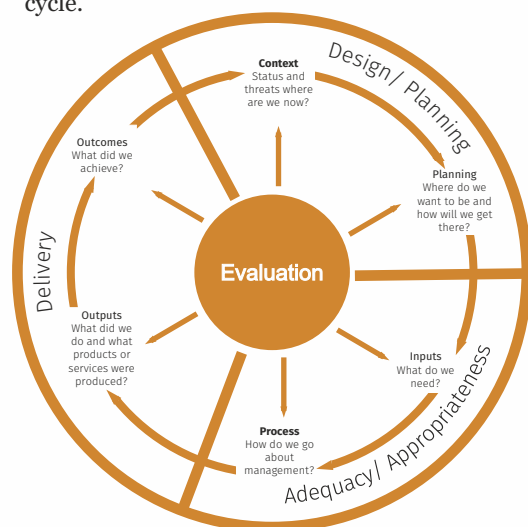 cycle.
Design/ Planning
Context
Status and
threats where
are we now?
Planning
Where do we
want to be and
how will we get
there?
Outcomes
What did we
achieve?
Evaluation
Delivery
Outputs
What did we
do and what
products or
services were
produced?
Inputs
What do we
need?
Process
How do we go
about
management?
Adequacy/ Appropriateness